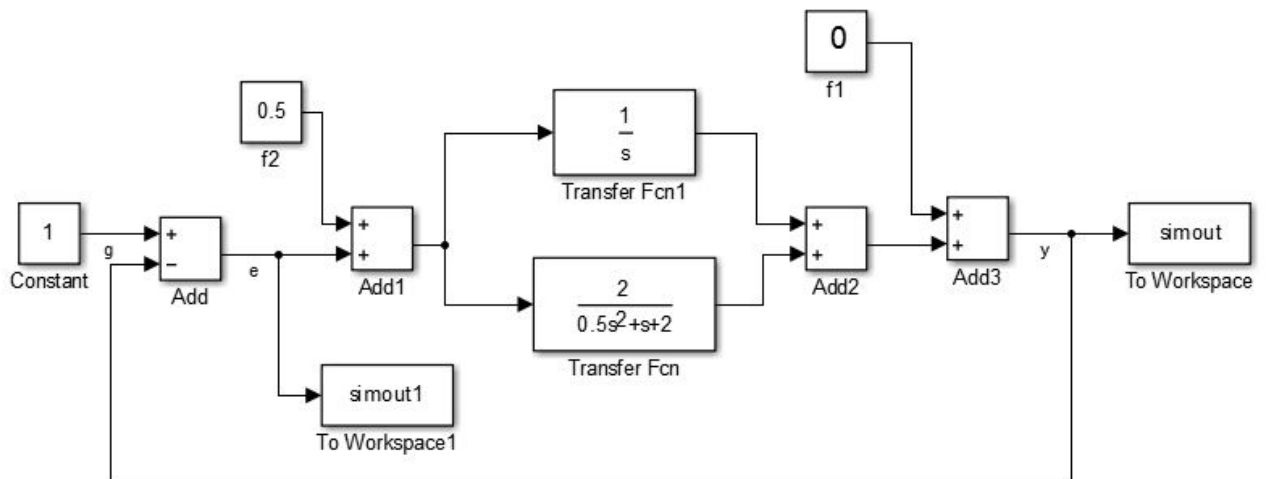 0
f1
0.5
f2
1
s
Transfer Fcn1
1
g
Constant
+
−
Add
e
+
+
Add1
2
0.5s2+s+2
Transfer Fcn
+
+
Add2
+
+
Add3
y
simout
To Workspace
simout1
To Workspace1